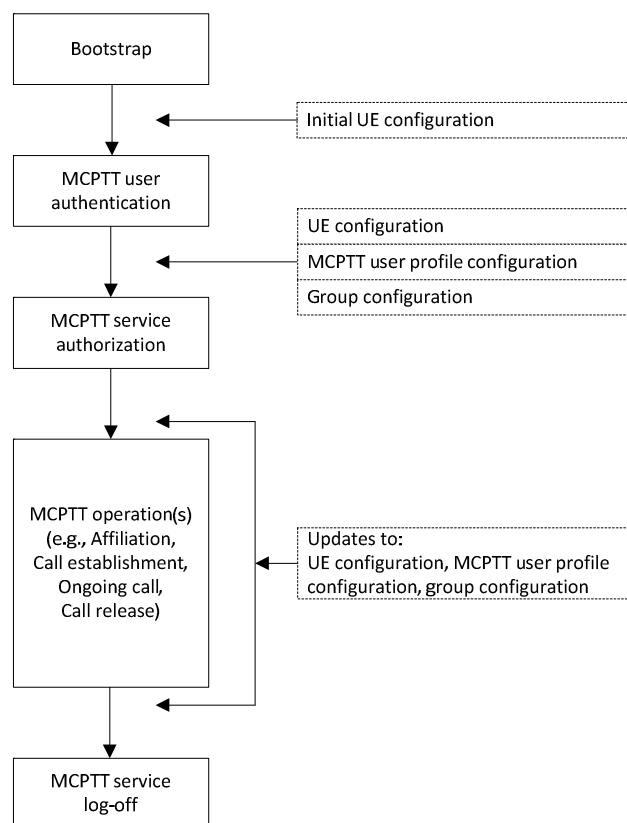 Bootstrap
Initial UE configuration
MCPTT user
authentication
UE configuration
MCPTT user profile configuration
Group configuration
MCPTT service
authorization
MCPTT operation(s)
(e.g., Affiliation,
Call establishment,
Ongoing call,
Call release)
Updates to:
UE configuration, MCPTT user profile
configuration, group configuration
MCPTT service
log-off